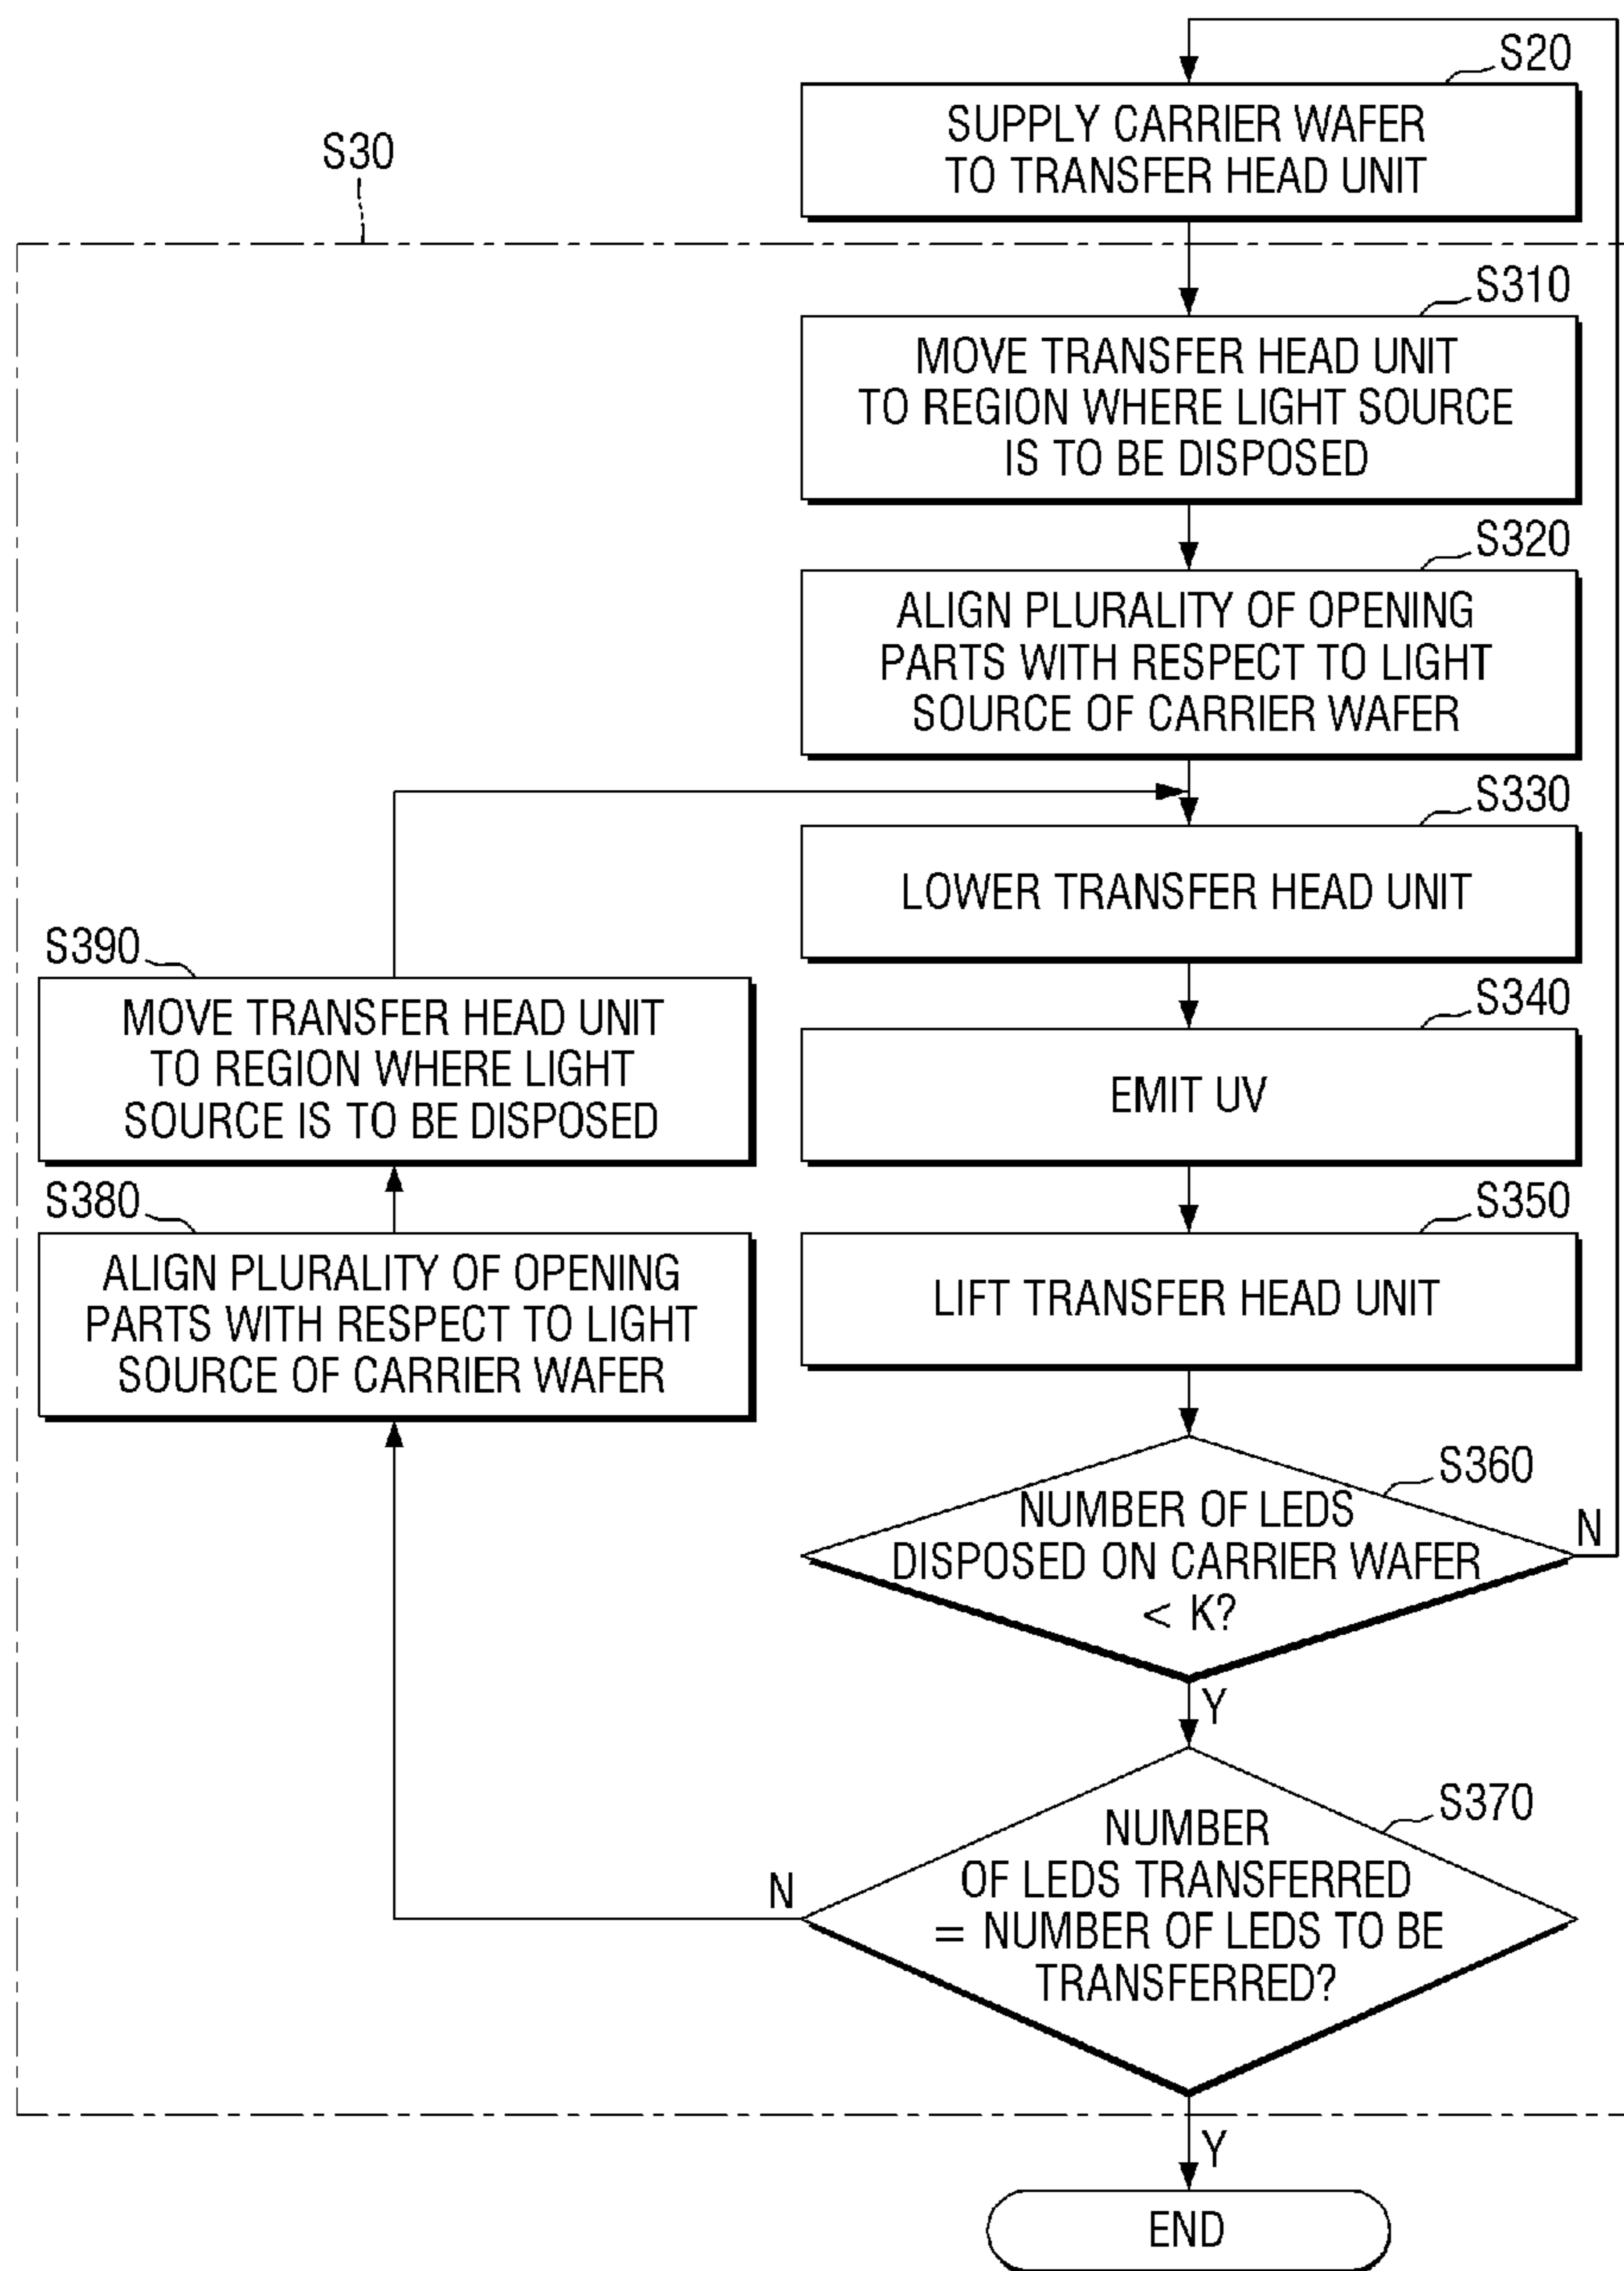 S20
SUPPLY CARRIER WAFER
TO TRANSFER HEAD UNIT
S30
S310
MOVE TRANSFER HEAD UNIT
TO REGION WHERE LIGHT SOURCE
IS TO BE DISPOSED
S320
ALIGN PLURALITY OF OPENING
PARTS WITH RESPECT TO LIGHT
SOURCE OF CARRIER WAFER
S330
LOWER TRANSFER HEAD UNIT
S390
MOVE TRANSFER HEAD UNIT
TO REGION WHERE LIGHT
SOURCE IS TO BE DISPOSED
S340
EMIT UV
S380
ALIGN PLURALITY OF OPENING
PARTS WITH RESPECT TO LIGHT
SOURCE OF CARRIER WAFER
S350
LIFT TRANSFER HEAD UNIT
S360
NUMBER OF LEDS
DISPOSED ON CARRIER WAFER
< K?
N
Y
S370
NUMBER
OF LEDS TRANSFERRED
= NUMBER OF LEDS TO BE
TRANSFERRED?
N
Y
END